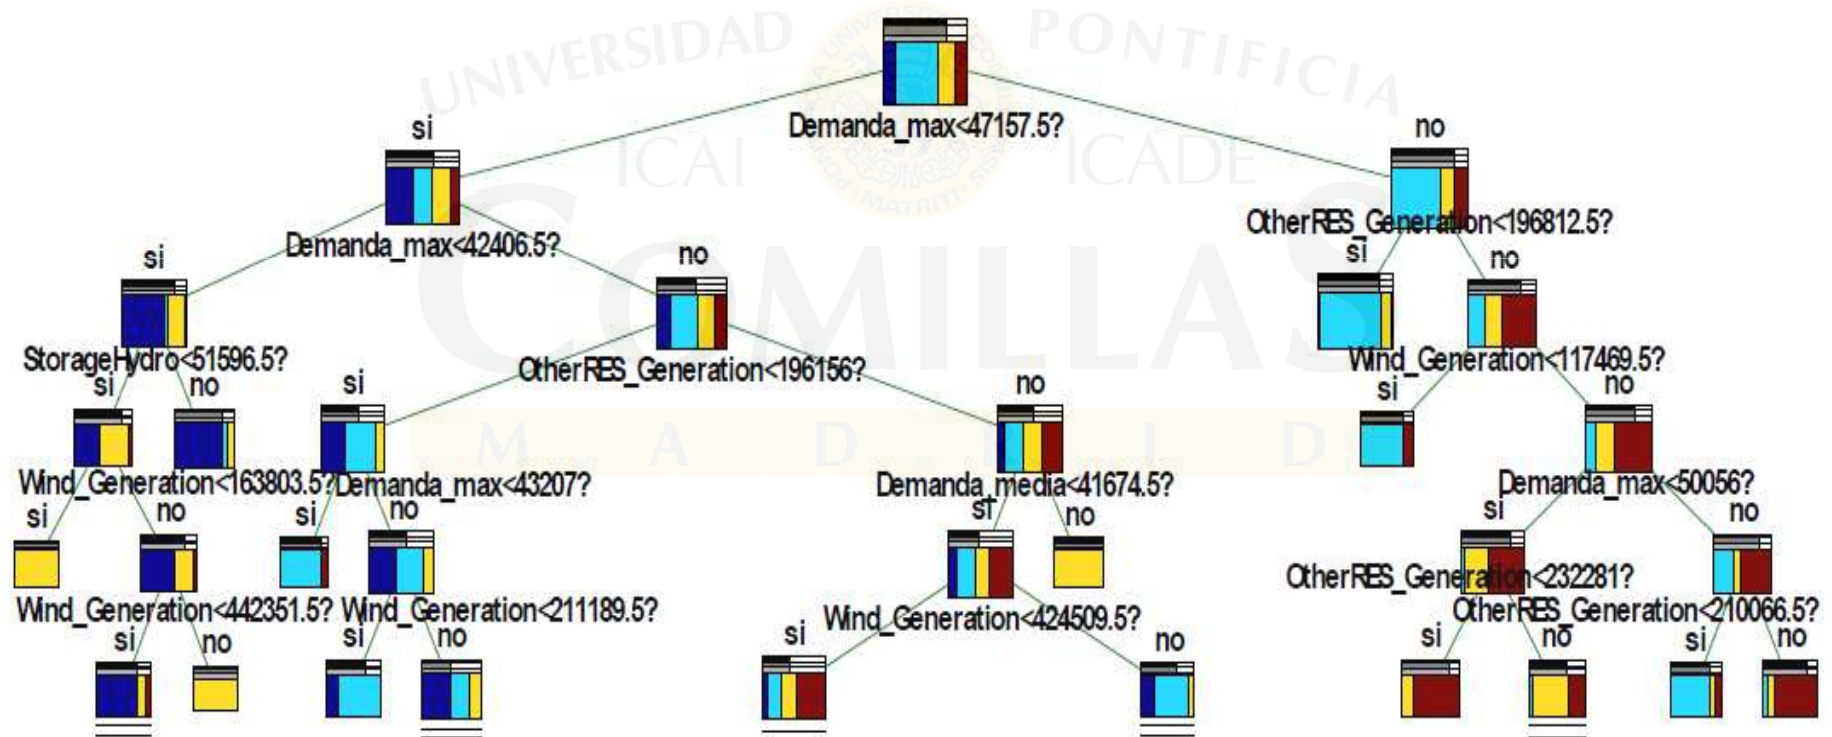 UNIVERSIDAD PONTIFICIA
ICAI ICADE
COMILLAS
M A D R I D
Demanda_max<47157.5?
si
no
Demanda_max<42406.5?
OtherRES_Generation<196812.5?
si
no
si
no
StorageHydro<51596.5?
OtherRES_Generation<196156?
Wind_Generation<117469.5?
si
no
si
no
si
no
Wind_Generation<163803.5?
Demanda_max<43207?
Demanda_media<41674.5?
Demanda_max<50056?
si
no
si
no
si
no
si
no
Wind_Generation<442351.5?
Wind_Generation<211189.5?
Wind_Generation<424509.5?
OtherRES_Generation<232281?
OtherRES_Generation<210066.5?
si
no
si
no
si
no
si
no
si
no